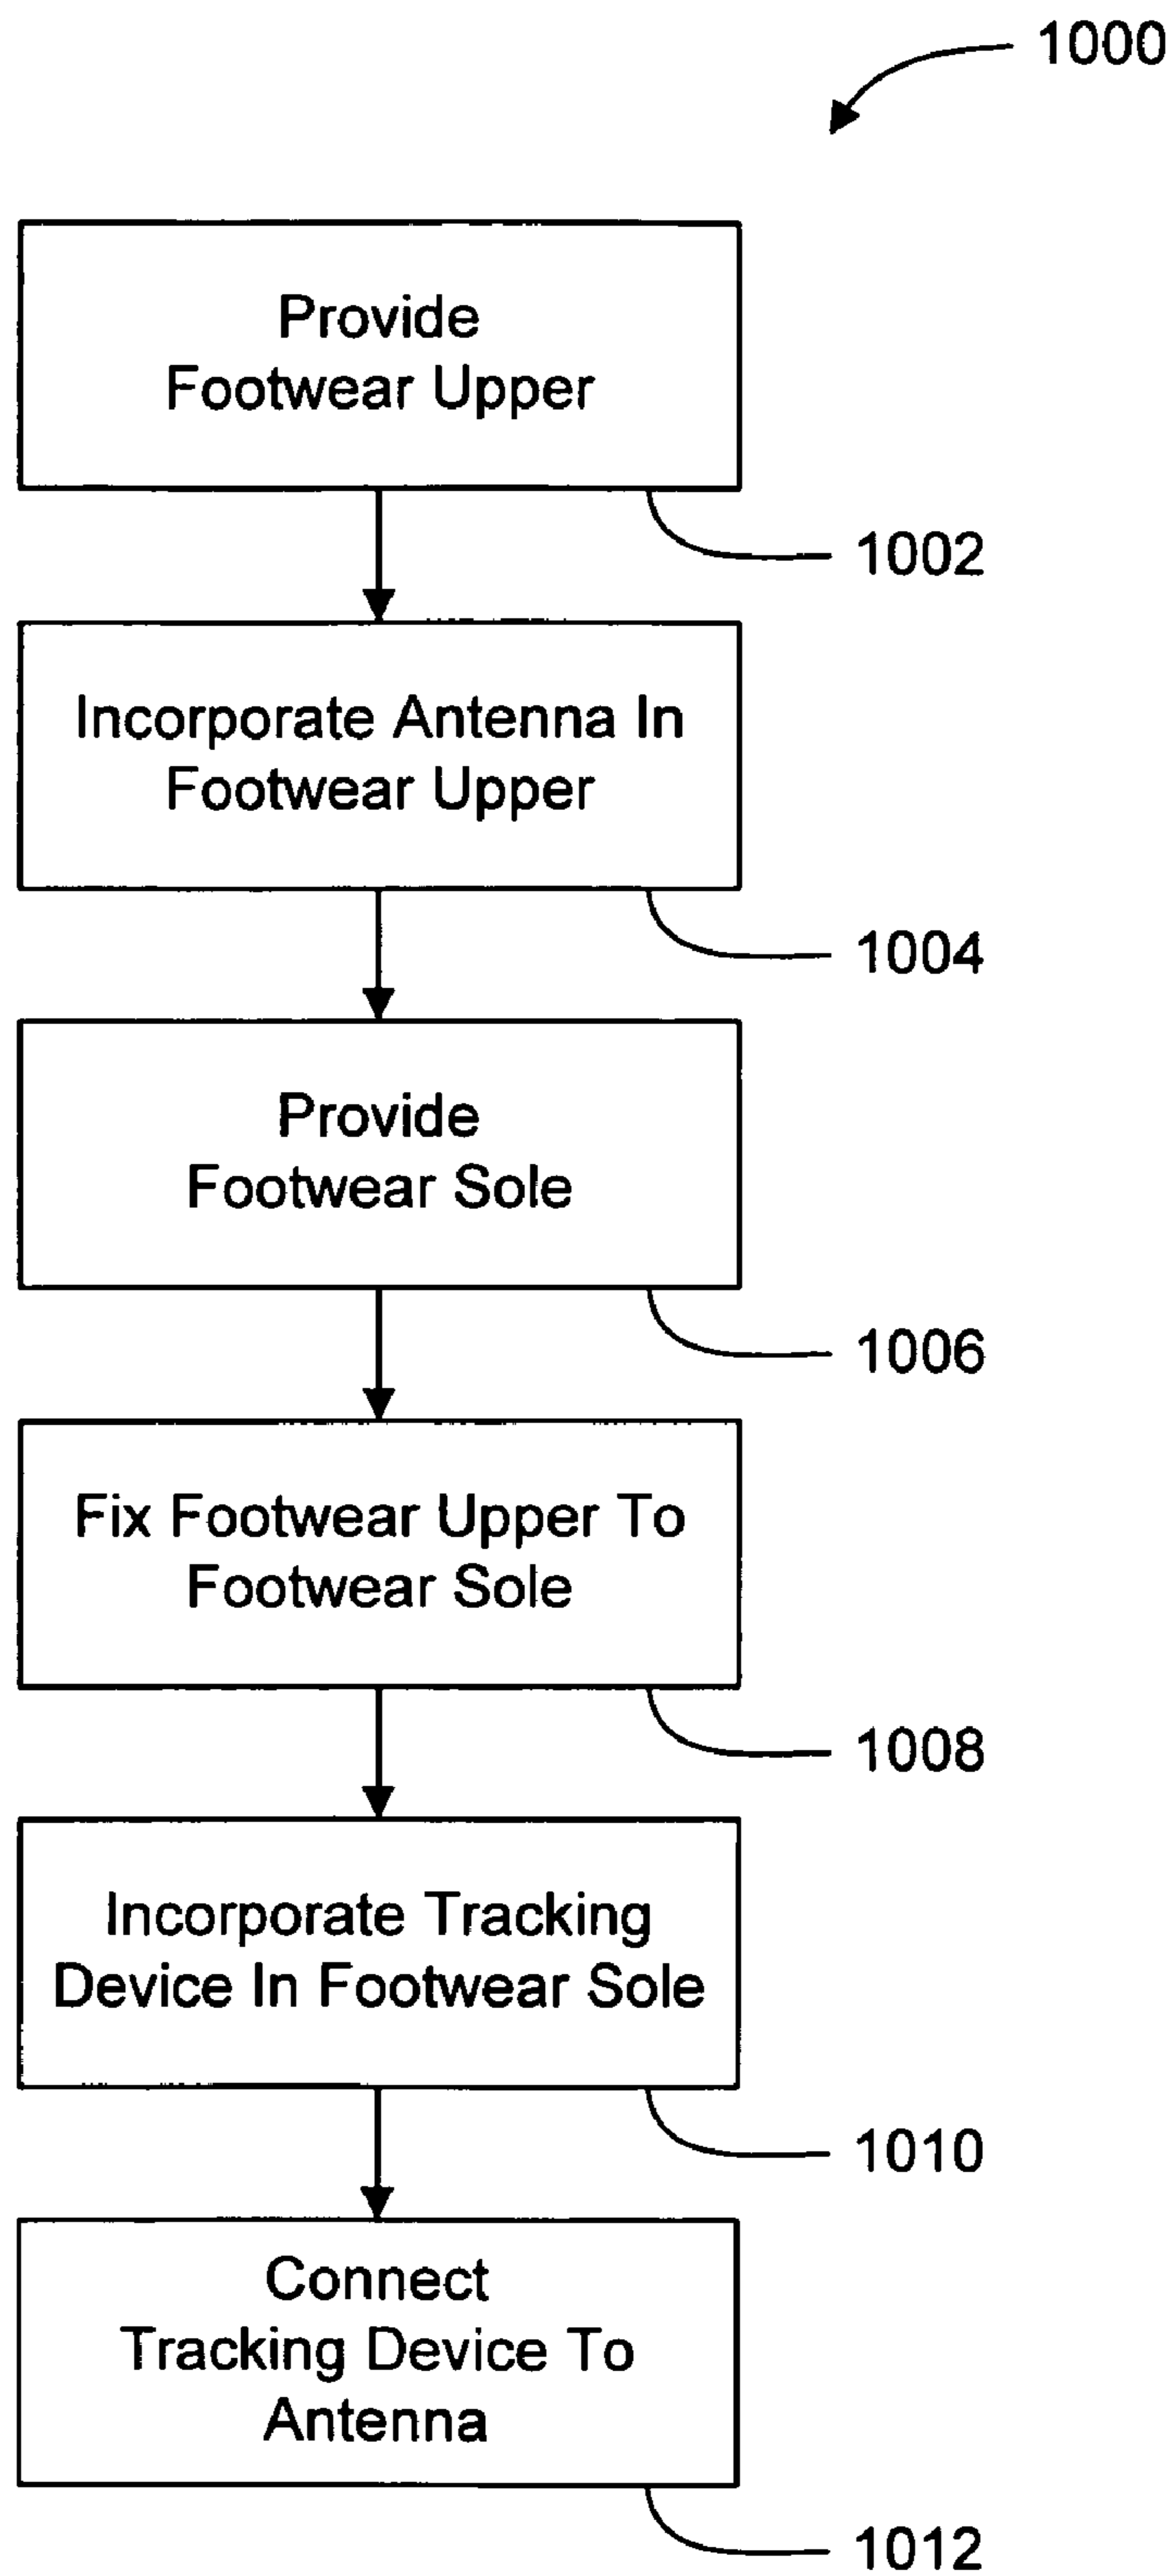 1000
Provide
Footwear Upper
1002
Incorporate Antenna In
Footwear Upper
1004
Provide
Footwear Sole
1006
Fix Footwear Upper To
Footwear Sole
1008
Incorporate Tracking
Device In Footwear Sole
1010
Connect
Tracking Device To
Antenna
1012